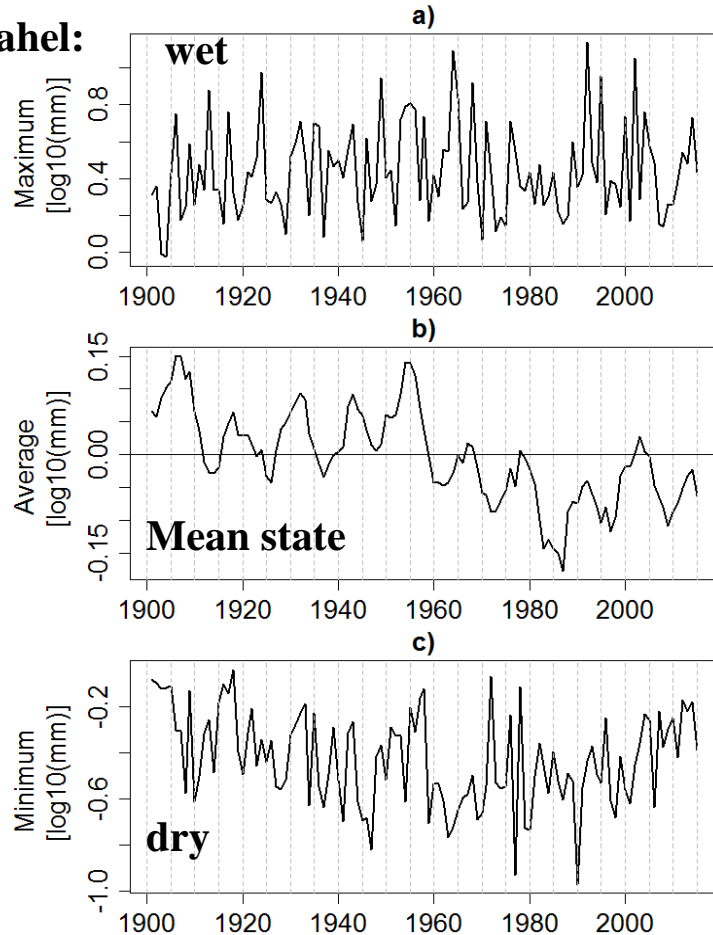 a)
ahel:
wet
Maximum
[log10(mm)]
0.8
0.4
0.0
1900 1920 1940 1960 1980 2000
b)
Average
[log10(mm)]
0.15
0.00
-0.15
Mean state
1900 1920 1940 1960 1980 2000
c)
Minimum
[log10(mm)]
-0.2
-0.6
-1.0
dry
1900 1920 1940 1960 1980 2000